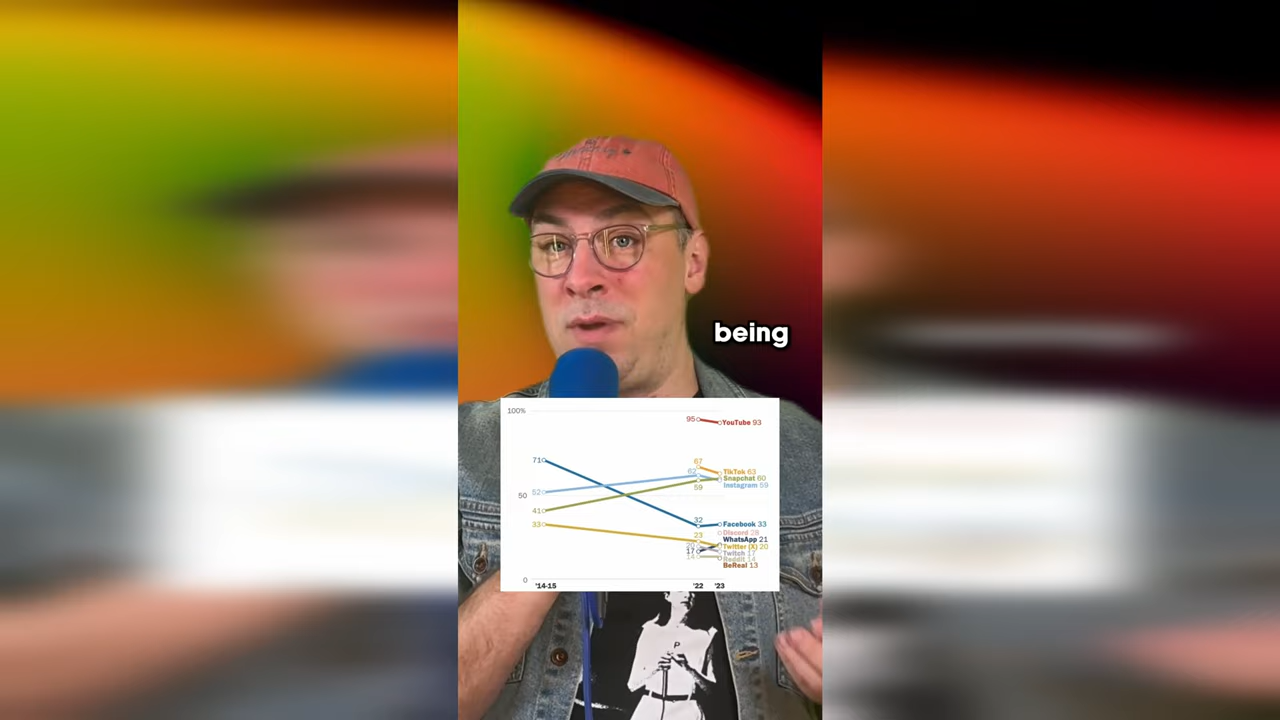 being
100%
95
YouTube 93
71
67
TikTok 63
Snapchat 60
Instagram 59
59
52
50
41
33
32
Facebook 33
Discord 28
23
WhatsApp 21
Twitter (X) 20
17
Twitch 17
14
Reddit 14
BeReal 13
0
'14-15
'22
'23
P